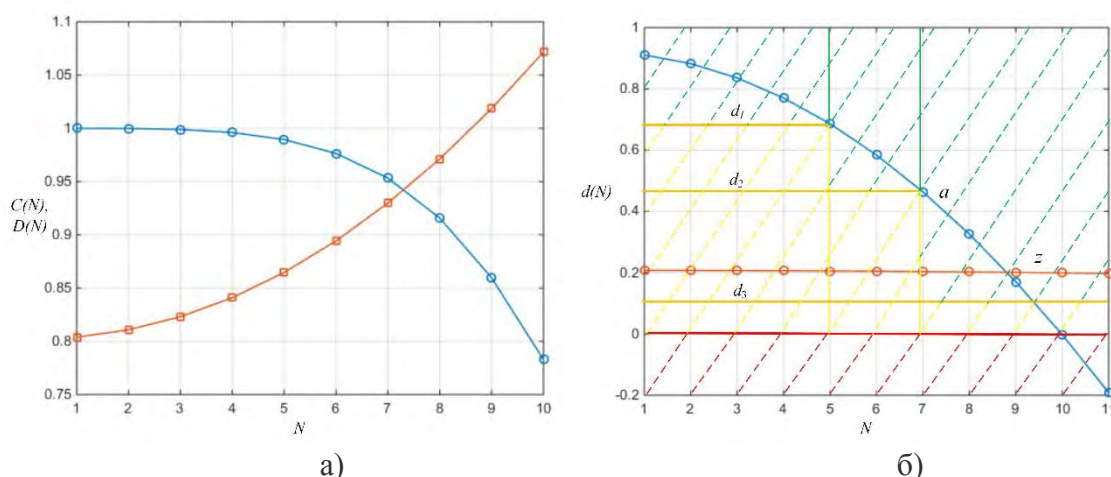 1.1
1.05
1
0.95
0.9
0.85
0.8
0.75
C(N),
D(N)
1 2 3 4 5 6 7 8 9 10
N
а)
1
0.8
0.6
0.4
0.2
0
-0.2
d(N)
d1
d2
a
z
d3
1 2 3 4 5 6 7 8 9 10 11
N
б)